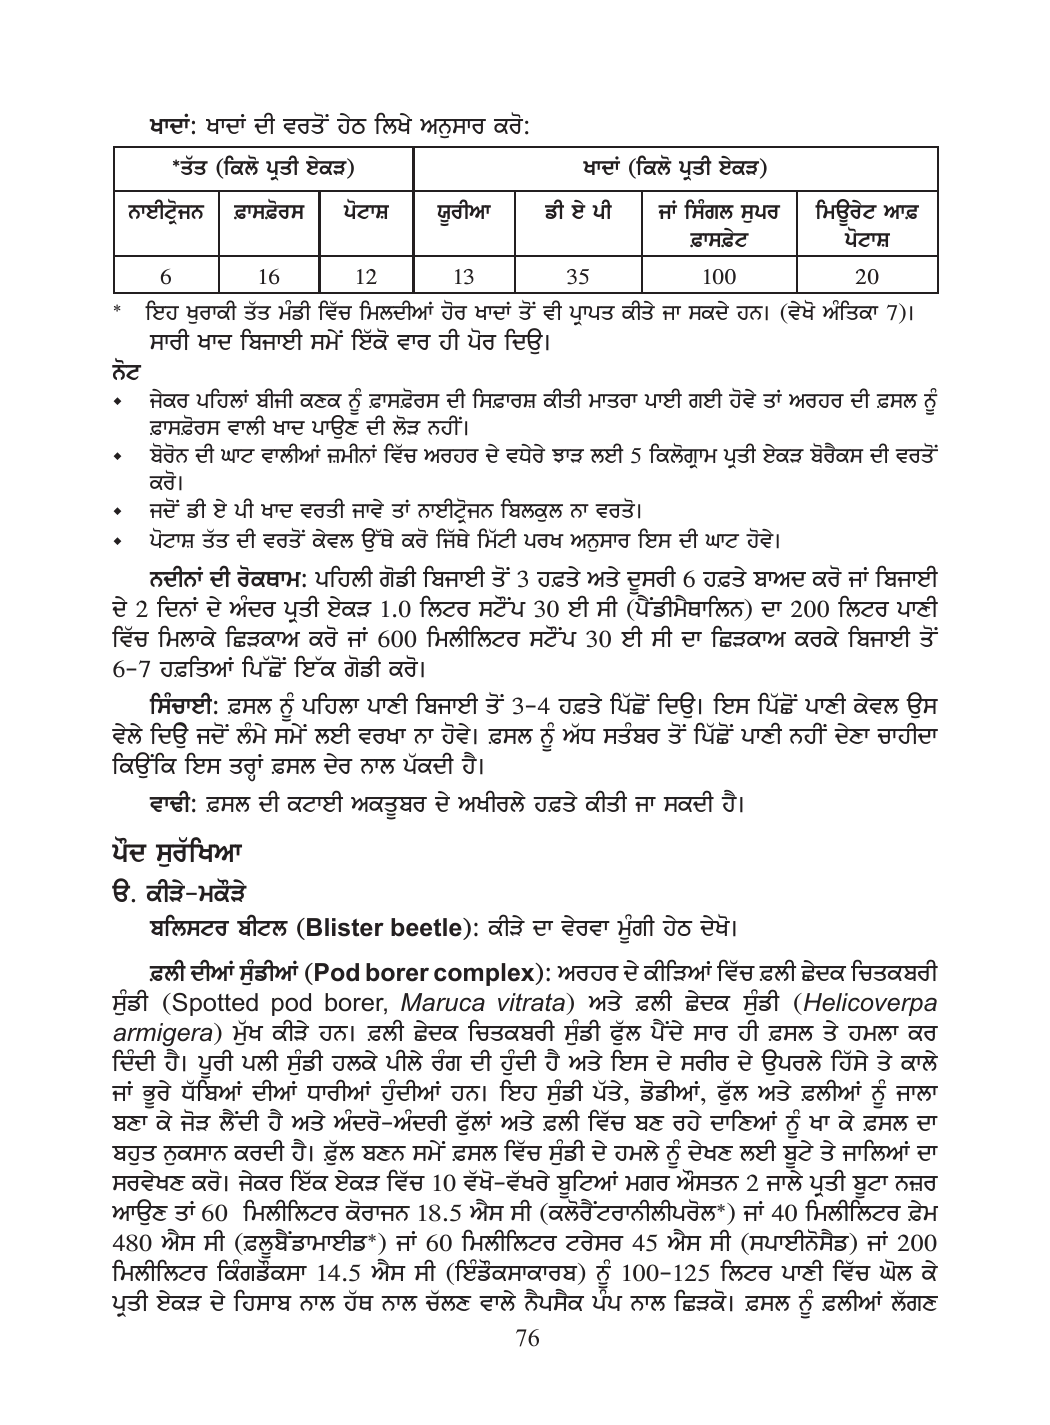 ਖਾਦਾਂ: ਖਾਦਾਂ ਦੀ ਵਰਤੋਂ ਹੇਠ ਲਿਖੇ ਅਨੁਸਾਰ ਕਰੋ:
*ਤੱਤ (ਕਿਲੋ ਪ੍ਰਤੀ ਏਕੜ) ਖਾਦਾਂ (ਕਿਲੋ ਪ੍ਰਤੀ ਏਕੜ)
ਨਾਈਟ੍ਰੋਜਨ ਫ਼ਾਸਫ਼ੋਰਸ ਪੋਟਾਸ਼ ਯੂਰੀਆ ਡੀ ਏ ਪੀ ਜਾਂ ਸਿੰਗਲ ਸੁਪਰ ਮਿਊਰੇਟ ਆਫ਼
ਫ਼ਾਸਫ਼ੇਟ ਪੋਟਾਸ਼
6 16 12 13 35 100 20
* ਇਹ ਖੁਰਾਕੀ ਤੱਤ ਮੰਡੀ ਵਿੱਚ ਮਿਲਦੀਆਂ ਹੋਰ ਖਾਦਾਂ ਤੋਂ ਵੀ ਪ੍ਰਾਪਤ ਕੀਤੇ ਜਾ ਸਕਦੇ ਹਨ। (ਵੇਖੋ ਅੰਤਿਕਾ 7)।
ਸਾਰੀ ਖਾਦ ਬਿਜਾਈ ਸਮੇਂ ਇੱਕੋ ਵਾਰ ਹੀ ਪੋਰ ਦਿਉ।
ਨੋਟ
⬩ ਜੇਕਰ ਪਹਿਲਾਂ ਬੀਜੀ ਕਣਕ ਨੂੰ ਫ਼ਾਸਫ਼ੋਰਸ ਦੀ ਸਿਫ਼ਾਰਸ਼ ਕੀਤੀ ਮਾਤਰਾ ਪਾਈ ਗਈ ਹੋਵੇ ਤਾਂ ਅਰਹਰ ਦੀ ਫ਼ਸਲ ਨੂੰ
ਫ਼ਾਸਫ਼ੋਰਸ ਵਾਲੀ ਖਾਦ ਪਾਉਣ ਦੀ ਲੋੜ ਨਹੀਂ।
⬩ ਬੋਰੋਨ ਦੀ ਘਾਟ ਵਾਲੀਆਂ ਜ਼ਮੀਨਾਂ ਵਿੱਚ ਅਰਹਰ ਦੇ ਵਧੇਰੇ ਝਾੜ ਲਈ 5 ਕਿਲੋਗ੍ਰਾਮ ਪ੍ਰਤੀ ਏਕੜ ਬੋਰੈਕਸ ਦੀ ਵਰਤੋਂ
ਕਰੋ।
⬩ ਜਦੋਂ ਡੀ ਏ ਪੀ ਖਾਦ ਵਰਤੀ ਜਾਵੇ ਤਾਂ ਨਾਈਟ੍ਰੋਜਨ ਬਿਲਕੁਲ ਨਾ ਵਰਤੋ।
⬩ ਪੋਟਾਸ਼ ਤੱਤ ਦੀ ਵਰਤੋਂ ਕੇਵਲ ਉੱਥੇ ਕਰੋ ਜਿੱਥੇ ਮਿੱਟੀ ਪਰਖ ਅਨੁਸਾਰ ਇਸ ਦੀ ਘਾਟ ਹੋਵੇ।
ਨਦੀਨਾਂ ਦੀ ਰੋਕਥਾਮ: ਪਹਿਲੀ ਗੋਡੀ ਬਿਜਾਈ ਤੋਂ 3 ਹਫ਼ਤੇ ਅਤੇ ਦੂਸਰੀ 6 ਹਫ਼ਤੇ ਬਾਅਦ ਕਰੋ ਜਾਂ ਬਿਜਾਈ
ਦੇ 2 ਦਿਨਾਂ ਦੇ ਅੰਦਰ ਪ੍ਰਤੀ ਏਕੜ 1.0 ਲਿਟਰ ਸਟੌਂਪ 30 ਈ ਸੀ (ਪੈਂਡੀਮੈਥਾਲਿਨ) ਦਾ 200 ਲਿਟਰ ਪਾਣੀ
ਵਿੱਚ ਮਿਲਾਕੇ ਛਿੜਕਾਅ ਕਰੋ ਜਾਂ 600 ਮਿਲੀਲਿਟਰ ਸਟੌਂਪ 30 ਈ ਸੀ ਦਾ ਛਿੜਕਾਅ ਕਰਕੇ ਬਿਜਾਈ ਤੋਂ
6-7 ਹਫ਼ਤਿਆਂ ਪਿੱਛੋਂ ਇੱਕ ਗੋਡੀ ਕਰੋ।
ਸਿੰਚਾਈ: ਫ਼ਸਲ ਨੂੰ ਪਹਿਲਾ ਪਾਣੀ ਬਿਜਾਈ ਤੋਂ 3-4 ਹਫ਼ਤੇ ਪਿੱਛੋਂ ਦਿਉ। ਇਸ ਪਿੱਛੋਂ ਪਾਣੀ ਕੇਵਲ ਉਸ
ਵੇਲੇ ਦਿਉ ਜਦੋਂ ਲੰਮੇ ਸਮੇਂ ਲਈ ਵਰਖਾ ਨਾ ਹੋਵੇ। ਫ਼ਸਲ ਨੂੰ ਅੱਧ ਸਤੰਬਰ ਤੋਂ ਪਿੱਛੋਂ ਪਾਣੀ ਨਹੀਂ ਦੇਣਾ ਚਾਹੀਦਾ
ਕਿਉਂਕਿ ਇਸ ਤਰ੍ਹਾਂ ਫ਼ਸਲ ਦੇਰ ਨਾਲ ਪੱਕਦੀ ਹੈ।
ਵਾਢੀ: ਫ਼ਸਲ ਦੀ ਕਟਾਈ ਅਕਤੂਬਰ ਦੇ ਅਖੀਰਲੇ ਹਫ਼ਤੇ ਕੀਤੀ ਜਾ ਸਕਦੀ ਹੈ।
ਪੌਦ ਸੁਰੱਖਿਆ
ੳ. ਕੀੜੇ-ਮਕੌੜੇ
ਬਲਿਸਟਰ ਬੀਟਲ (Blister beetle): ਕੀੜੇ ਦਾ ਵੇਰਵਾ ਮੂੰਗੀ ਹੇਠ ਦੇਖੋ।
ਫ਼ਲੀ ਦੀਆਂ ਸੁੰਡੀਆਂ (Pod borer complex): ਅਰਹਰ ਦੇ ਕੀੜਿਆਂ ਵਿੱਚ ਫ਼ਲੀ ਛੇਦਕ ਚਿਤਕਬਰੀ
ਸੁੰਡੀ (Spotted pod borer, Maruca vitrata) ਅਤੇ ਫ਼ਲੀ ਛੇਦਕ ਸੁੰਡੀ (Helicoverpa
armigera) ਮੁੱਖ ਕੀੜੇ ਹਨ। ਫ਼ਲੀ ਛੇਦਕ ਚਿਤਕਬਰੀ ਸੁੰਡੀ ਫੁੱਲ ਪੈਂਦੇ ਸਾਰ ਹੀ ਫ਼ਸਲ ਤੇ ਹਮਲਾ ਕਰ
ਦਿੰਦੀ ਹੈ। ਪੂਰੀ ਪਲੀ ਸੁੰਡੀ ਹਲਕੇ ਪੀਲੇ ਰੰਗ ਦੀ ਹੁੰਦੀ ਹੈ ਅਤੇ ਇਸ ਦੇ ਸਰੀਰ ਦੇ ਉਪਰਲੇ ਹਿੱਸੇ ਤੇ ਕਾਲੇ
ਜਾਂ ਭੂਰੇ ਧੱਬਿਆਂ ਦੀਆਂ ਧਾਰੀਆਂ ਹੁੰਦੀਆਂ ਹਨ। ਇਹ ਸੁੰਡੀ ਪੱਤੇ, ਡੋਡੀਆਂ, ਫੁੱਲ ਅਤੇ ਫ਼ਲੀਆਂ ਨੂੰ ਜਾਲਾ
ਬਣਾ ਕੇ ਜੋੜ ਲੈਂਦੀ ਹੈ ਅਤੇ ਅੰਦਰੋ-ਅੰਦਰੀ ਫੁੱਲਾਂ ਅਤੇ ਫ਼ਲੀ ਵਿੱਚ ਬਣ ਰਹੇ ਦਾਣਿਆਂ ਨੂੰ ਖਾ ਕੇ ਫ਼ਸਲ ਦਾ
ਬਹੁਤ ਨੁਕਸਾਨ ਕਰਦੀ ਹੈ। ਫ਼ੁੱਲ ਬਣਨ ਸਮੇਂ ਫ਼ਸਲ ਵਿੱਚ ਸੁੰਡੀ ਦੇ ਹਮਲੇ ਨੂੰ ਦੇਖਣ ਲਈ ਬੂਟੇ ਤੇ ਜਾਲਿਆਂ ਦਾ
ਸਰਵੇਖਣ ਕਰੋ। ਜੇਕਰ ਇੱਕ ਏਕੜ ਵਿੱਚ 10 ਵੱਖੋ-ਵੱਖਰੇ ਬੂਟਿਆਂ ਮਗਰ ਔਸਤਨ 2 ਜਾਲੇ ਪ੍ਰਤੀ ਬੂਟਾ ਨਜ਼ਰ
ਆਉਣ ਤਾਂ 60 ਮਿਲੀਲਿਟਰ ਕੋਰਾਜਨ 18.5 ਐਸ ਸੀ (ਕਲੋਰੈਂਟਰਾਨੀਲੀਪਰੋਲ*) ਜਾਂ 40 ਮਿਲੀਲਿਟਰ ਫ਼ੇਮ
480 ਐਸ ਸੀ (ਫ਼ਲੂਬੈਂਡਾਮਾਈਡ*) ਜਾਂ 60 ਮਿਲੀਲਿਟਰ ਟਰੇਸਰ 45 ਐਸ ਸੀ (ਸਪਾਈਨੋਸੈਡ) ਜਾਂ 200
ਮਿਲੀਲਿਟਰ ਕਿੰਗਡੌਕਸਾ 14.5 ਐਸ ਸੀ (ਇੰਡੌਕਸਾਕਾਰਬ) ਨੂੰ 100-125 ਲਿਟਰ ਪਾਣੀ ਵਿੱਚ ਘੋਲ ਕੇ
ਪ੍ਰਤੀ ਏਕੜ ਦੇ ਹਿਸਾਬ ਨਾਲ ਹੱਥ ਨਾਲ ਚੱਲਣ ਵਾਲੇ ਨੈਪਸੈਕ ਪੰਪ ਨਾਲ ਛਿੜਕੋ। ਫ਼ਸਲ ਨੂੰ ਫ਼ਲੀਆਂ ਲੱਗਣ
76